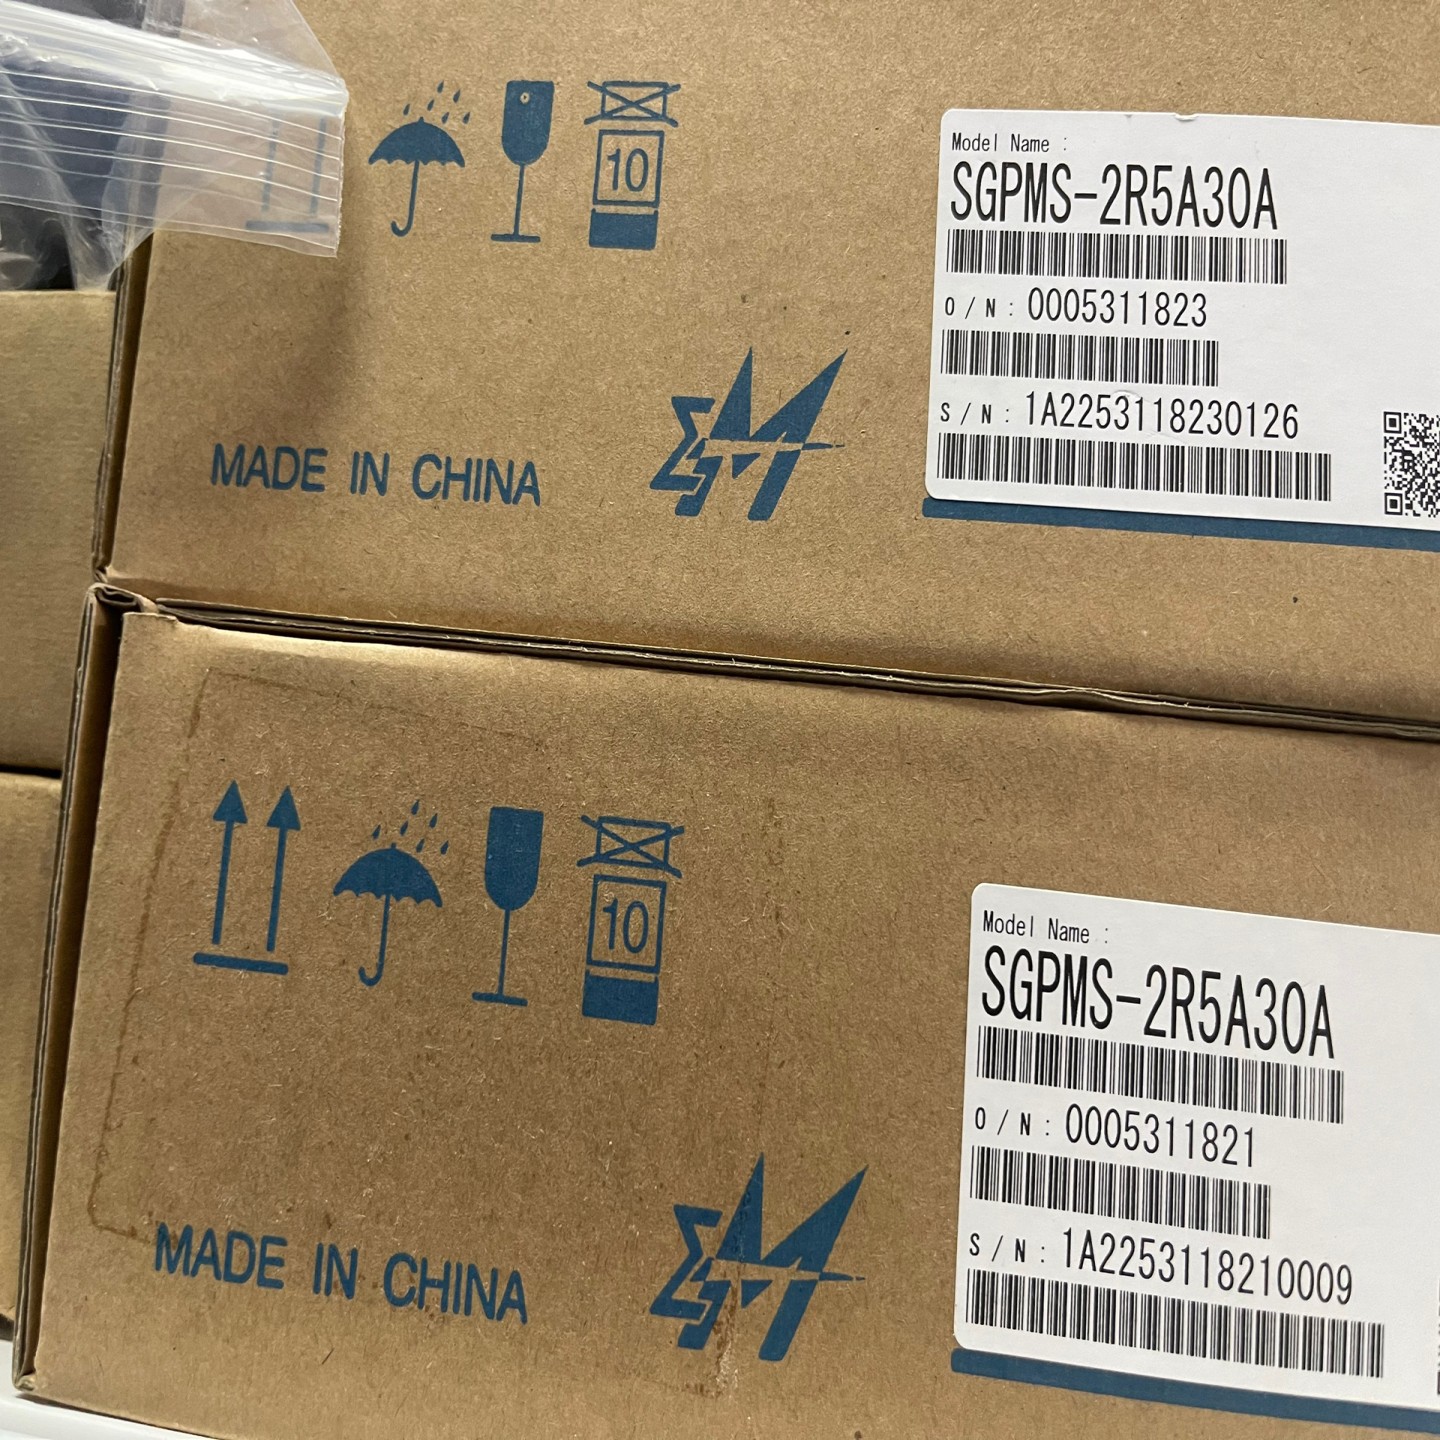 10
Model Name :
SGPMS-2R5A30A
O/N: 0005311823
S/N: 1A2253118230126
MADE IN CHINA
10
Model Name :
SGPMS-2R5A30A
O/N: 0005311821
S/N: 1A2253118210009
MADE IN CHINA